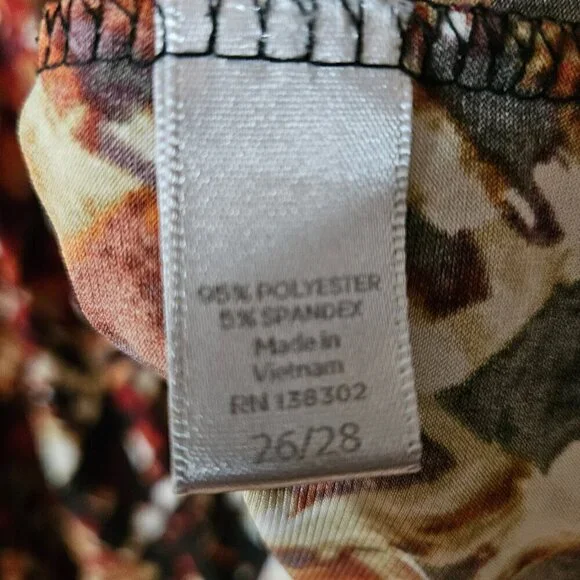 95% POLYESTER
5% SPANDEX
Made in
Vietnam
RN 138302
26/28